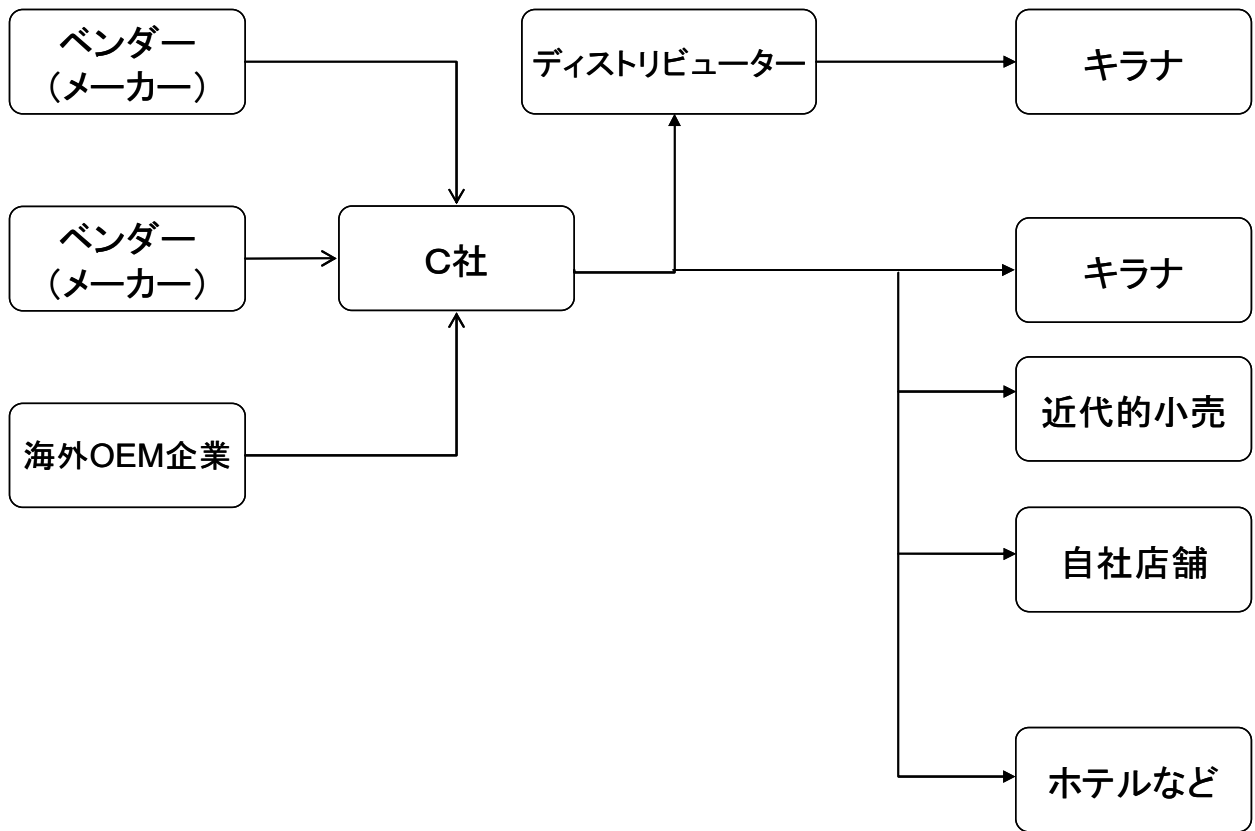 ベンダー
(メーカー)
ディストリビューター
キラナ
ベンダー
(メーカー)
C社
キラナ
近代的小売
海外OEM企業
自社店舗
ホテルなど